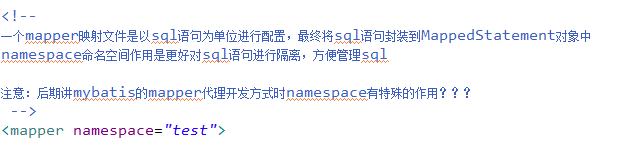 <!--
一个mapper映射文件是以sql语句为单位进行配置，最终将sql语句封装到MappedStatement对象中
namespace命名空间作用是更好对sql语句进行隔离，方便管理sql
注意：后期讲mybatis的mapper代理开发方式时namespace有特殊的作用？？？
-->
<mapper namespace="test">